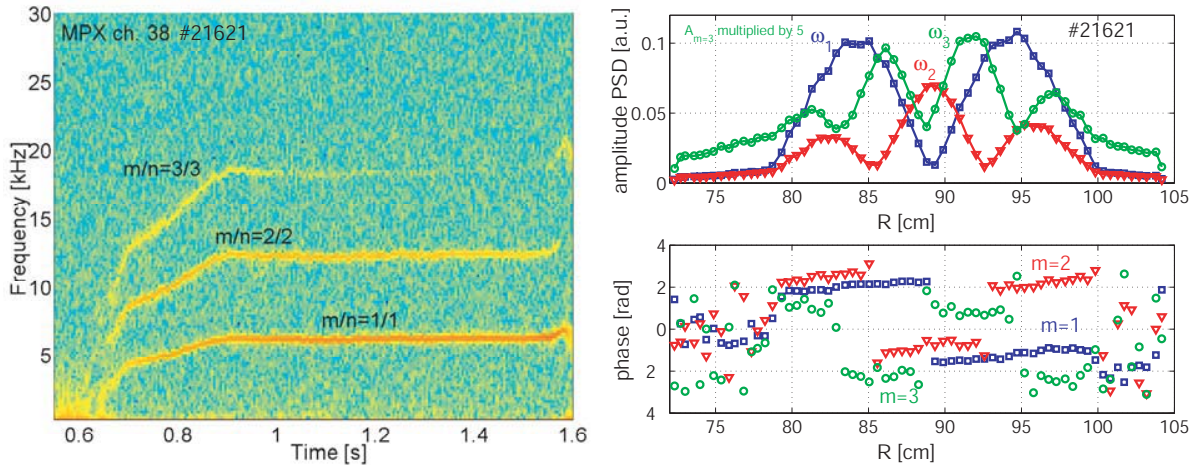 MPX ch. 38 #21621
30
25
20
15
10
5
Frequency [kHz]
m/n=3/3
m/n=2/2
m/n=1/1
0.6 0.8 1 1.2 1.4 1.6
Time [s]
A m=3 multiplied by 5
ω1
ω2
ω3
#21621
0.1
0.05
0
amplitude PSD [a.u.]
75 80 85 90 95 100 105
R [cm]
4
2
0
2
4
phase [rad]
m=2
m=1
m=3
75 80 85 90 95 100 105
R [cm]